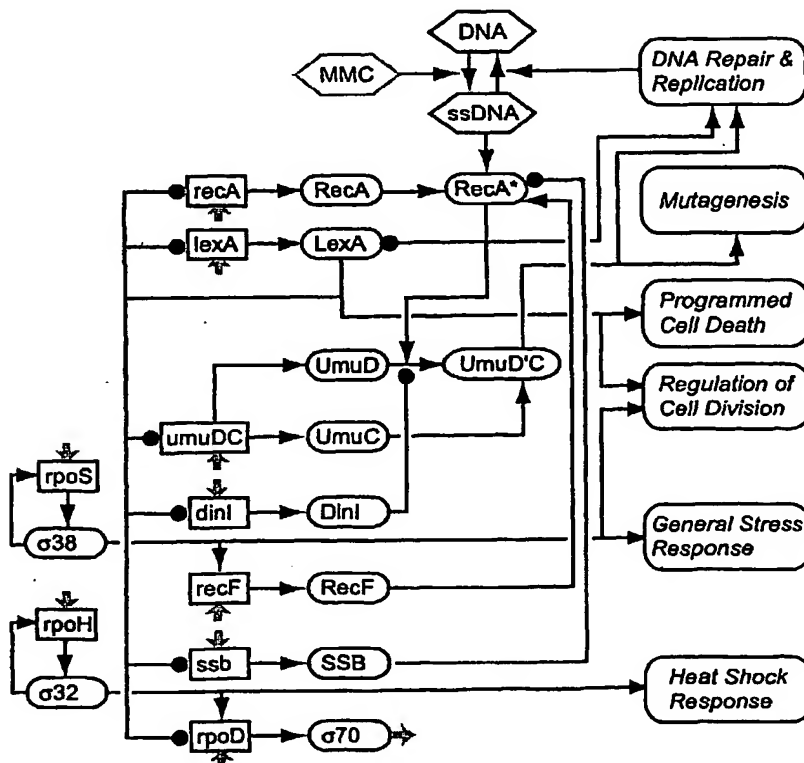 DNA
MMC
DNA Repair &
Replication
ssDNA
recA
RecA
RecA*
Mutagenesis
lexA
LexA
Programmed
Cell Death
UmuD
UmuD'C
Regulation of
Cell Division
umuDC
UmuC
rpoS
dinI
DinI
General Stress
Response
σ38
recF
RecF
rpoH
ssb
SSB
Heat Shock
Response
σ32
rpoD
σ70